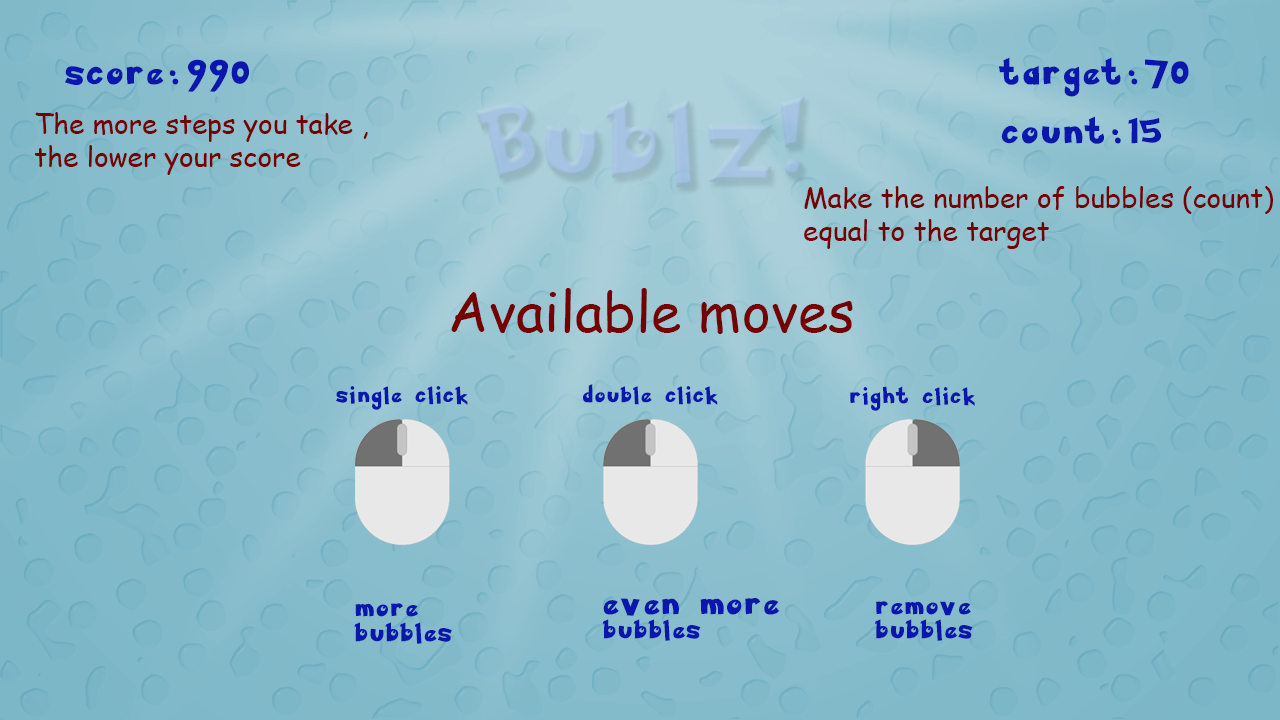 score:990
target:70
The more steps you take ,
the lower your score
Bublz!
count:15
Make the number of bubbles (count)
equal to the target
Available moves
single click
double click
right click
more
bubbles
even more
bubbles
remove
bubbles